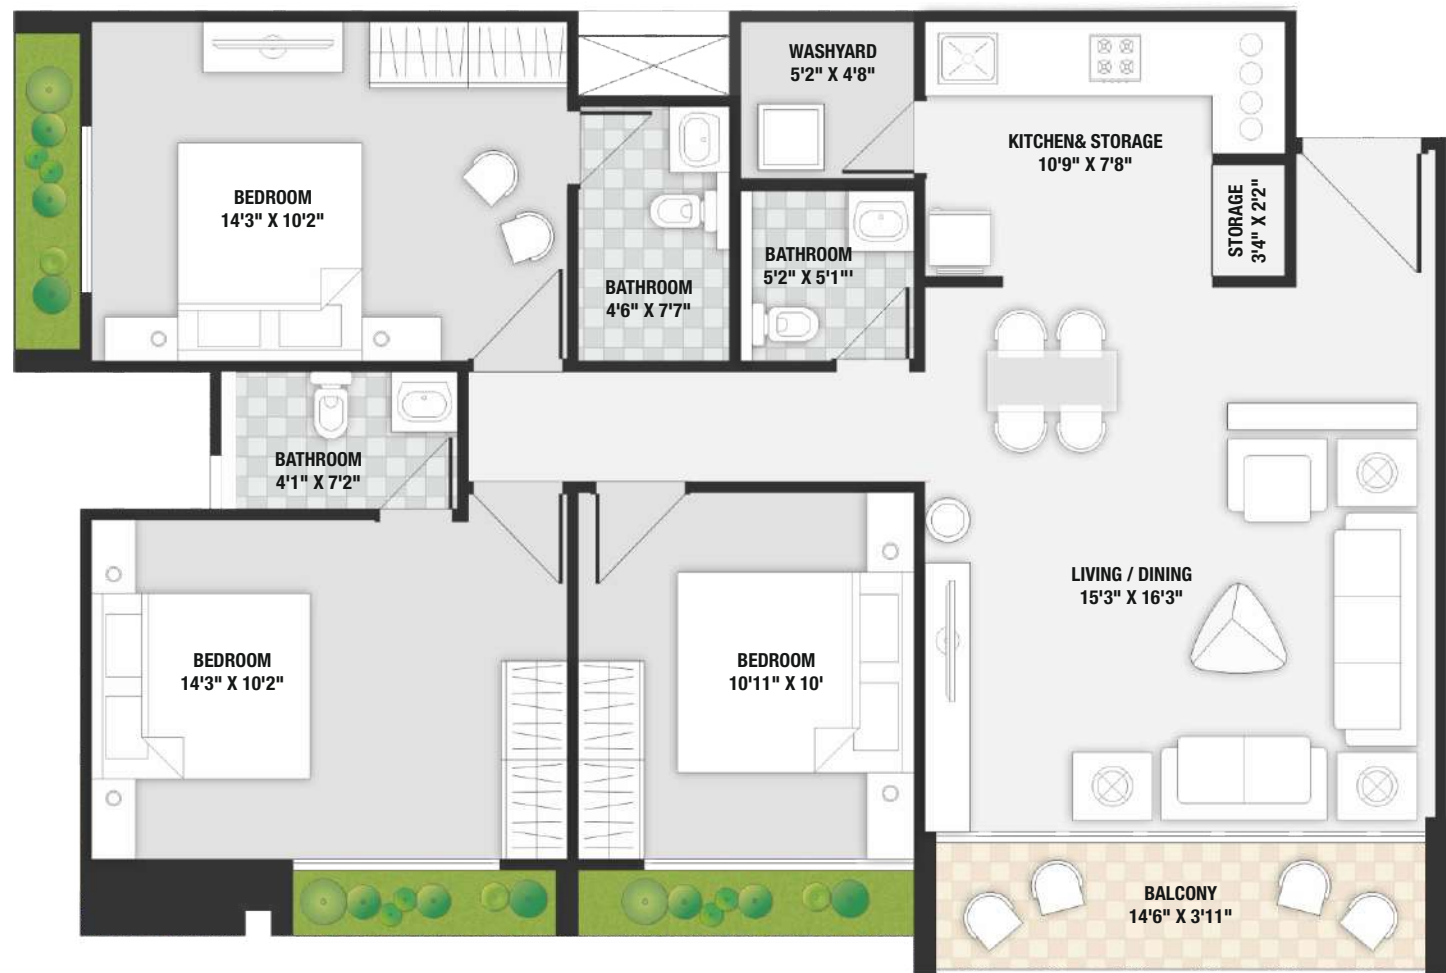 WASHYARD
5'2" X 4'8"
KITCHEN& STORAGE
10'9" X 7'8"
STORAGE
3'4" X 2'2"
BEDROOM
14'3" X 10'2"
BATHROOM
4'6" X 7'7"
BATHROOM
5'2" X 5'1"'
BATHROOM
4'1" X 7'2"
LIVING / DINING
15'3" X 16'3"
BEDROOM
14'3" X 10'2"
BEDROOM
10'11" X 10'
BALCONY
14'6" X 3'11"